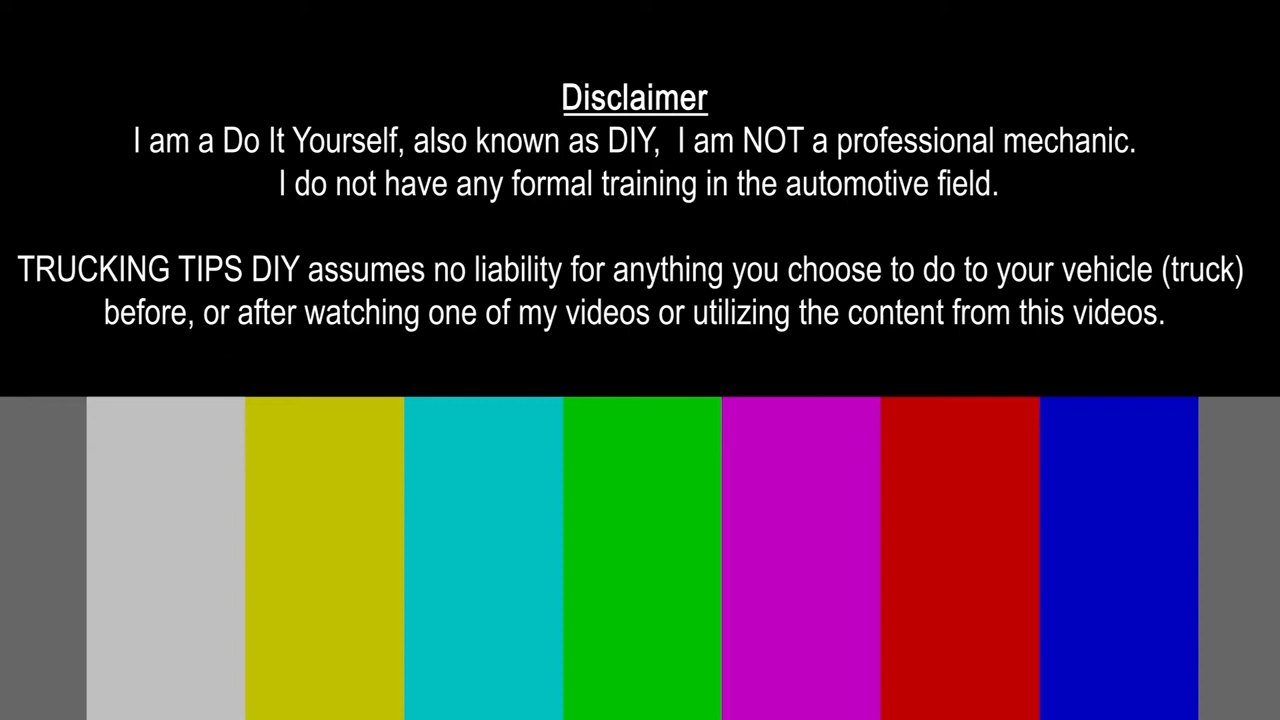 Disclaimer
I am a Do It Yourself, also known as DIY,  I am NOT a professional mechanic.
I do not have any formal training in the automotive field.
TRUCKING TIPS DIY assumes no liability for anything you choose to do to your vehicle (truck)
before, or after watching one of my videos or utilizing the content from this videos.